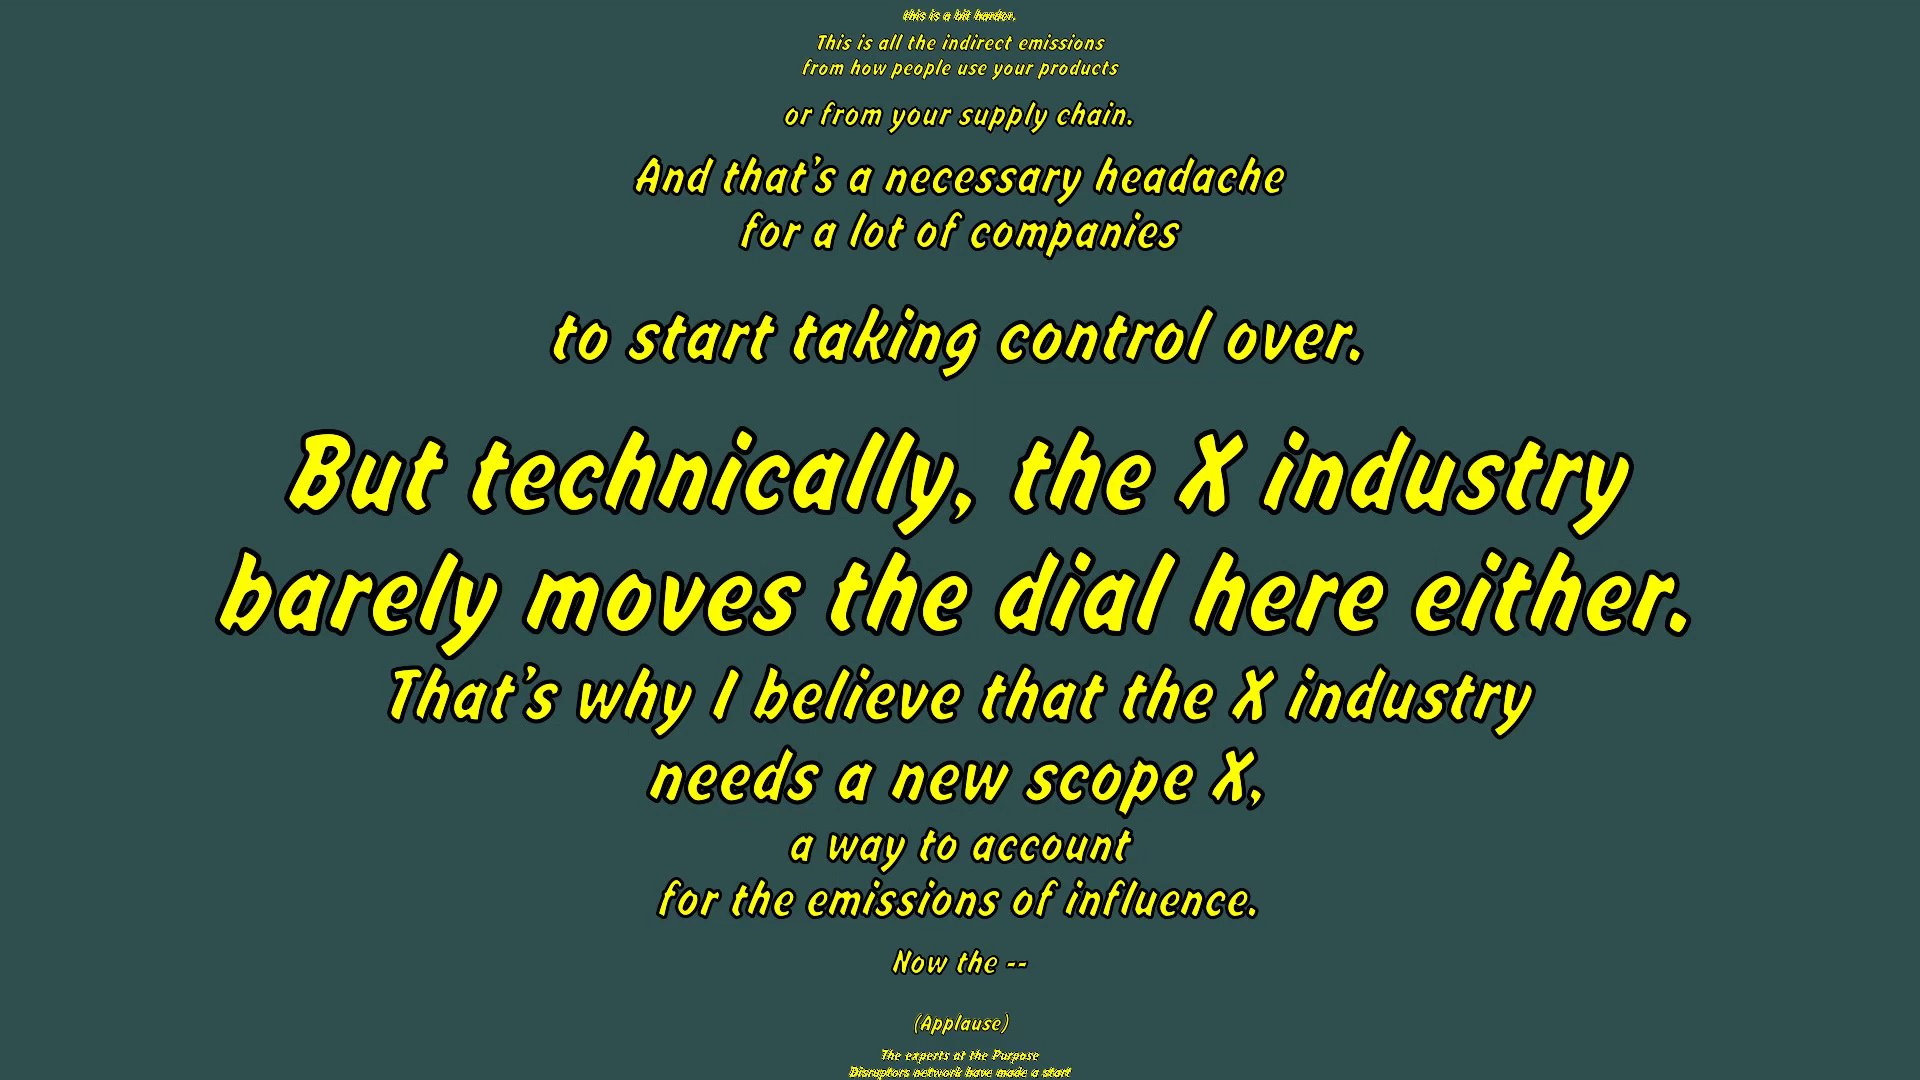 this is a bit harder.
This is all the indirect emissions
from how people use your products
or from your supply chain.
And that's a necessary headache
for a lot of companies
to start taking control over.
But technically, the X industry
barely moves the dial here either.
That's why I believe that the X industry
needs a new scope X,
a way to account
for the emissions of influence.
Now the --
(Applause)
The experts at the Purpose
Disruptors network have made a start